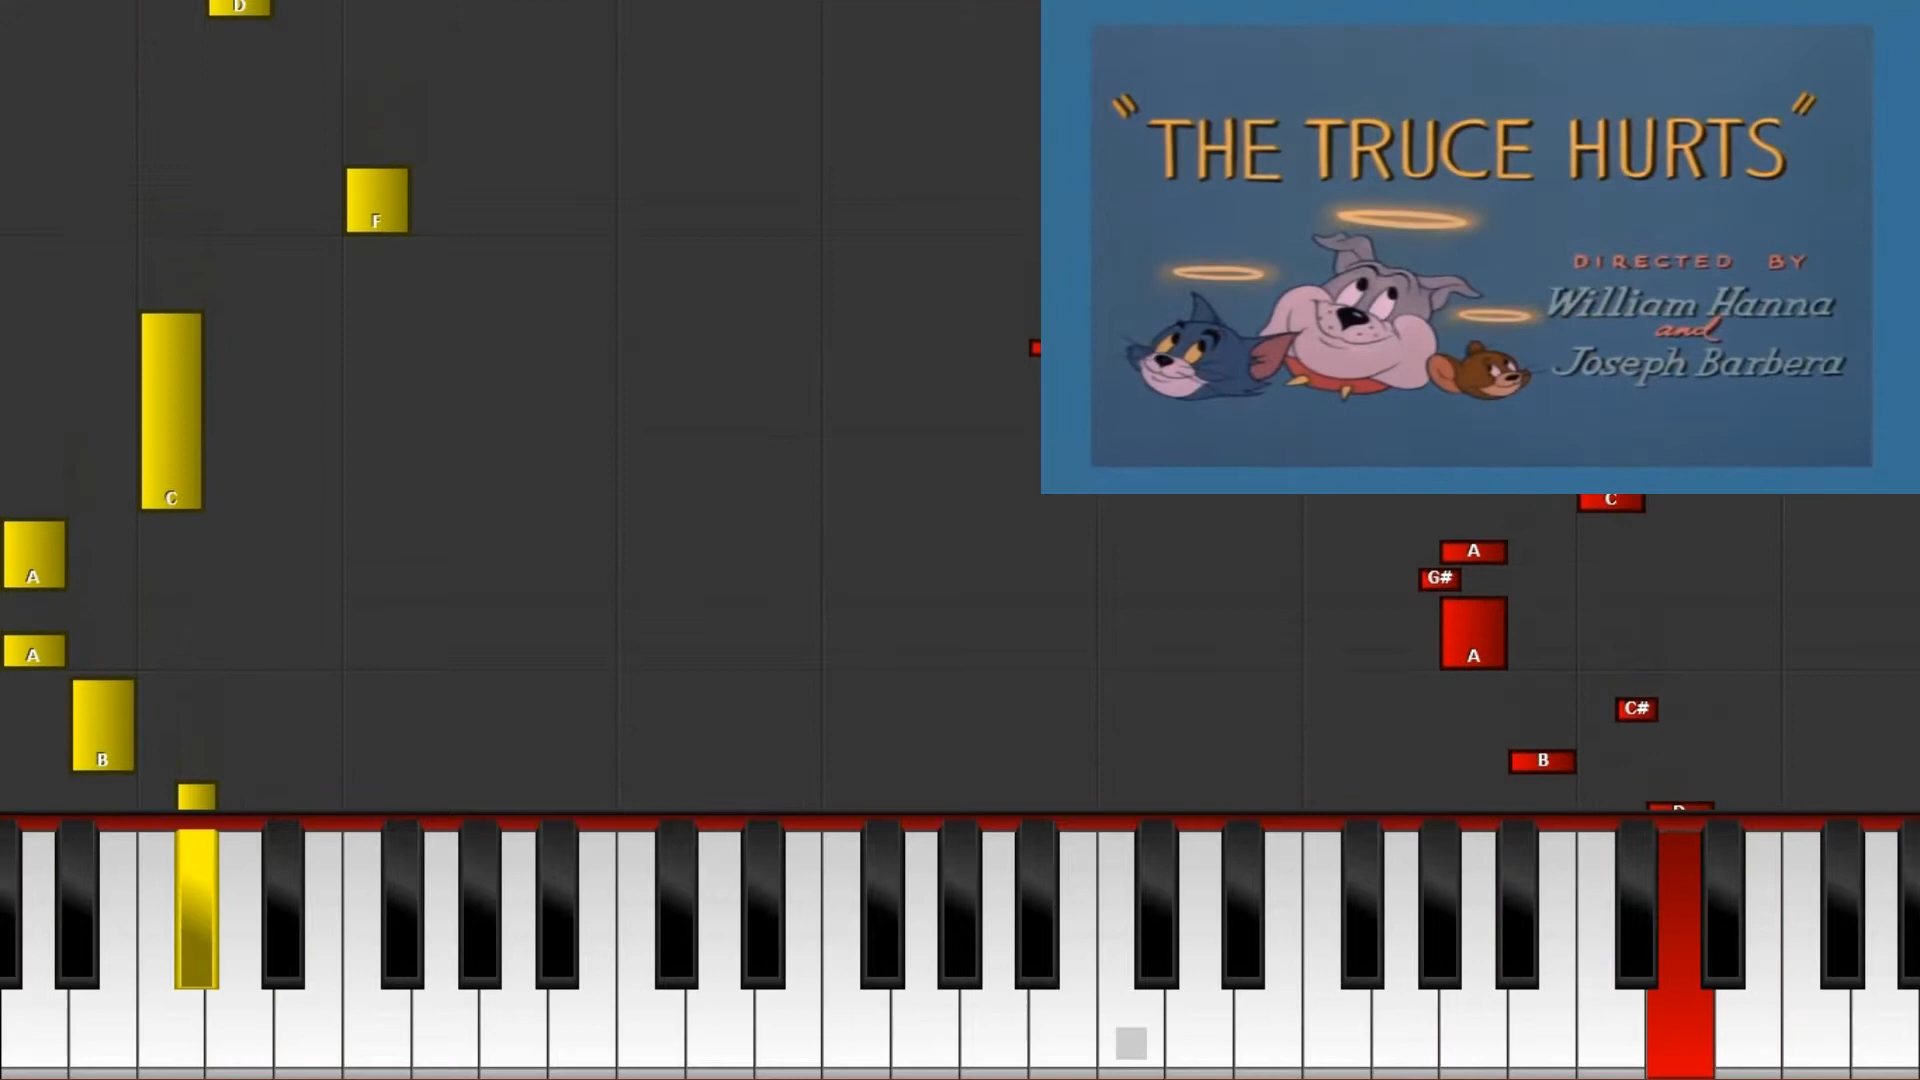 D
"THE TRUCE HURTS"
F
DIRECTED BY
William Hanna
and
Joseph Barbera
C
C
A
A
G#
A
A
C#
B
B
D